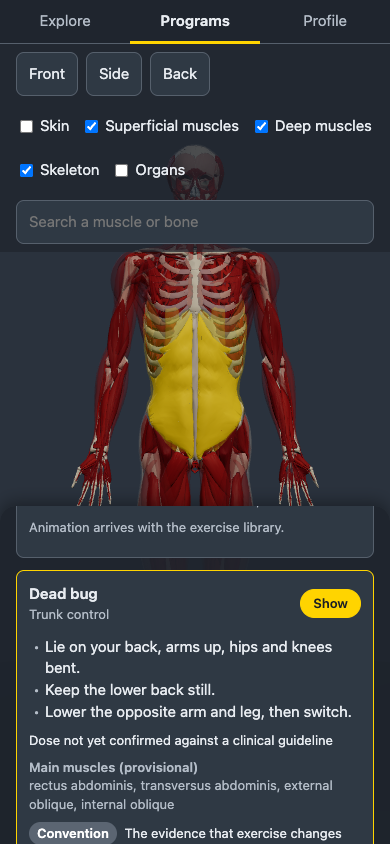 Explore Programs Profile
Front Side Back
Skin Superficial muscles Deep muscles
Skeleton Organs
Search a muscle or bone
Animation arrives with the exercise library.
Dead bug
Show
Trunk control
• Lie on your back, arms up, hips and knees
bent.
• Keep the lower back still.
• Lower the opposite arm and leg, then switch.
Dose not yet confirmed against a clinical guideline
Main muscles (provisional)
rectus abdominis, transversus abdominis, external
oblique, internal oblique
Convention The evidence that exercise changes